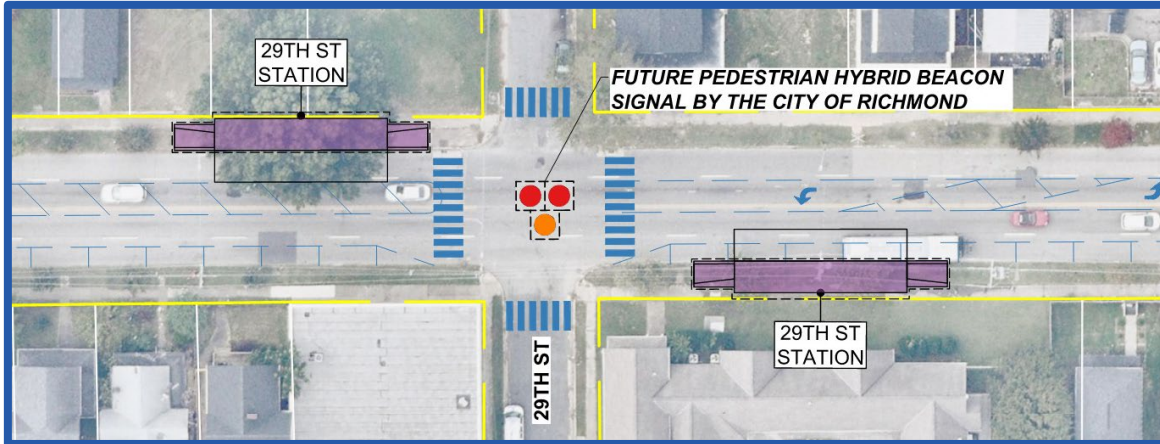 29TH ST
STATION
FUTURE PEDESTRIAN HYBRID BEACON
SIGNAL BY THE CITY OF RICHMOND
29TH ST
29TH ST
STATION